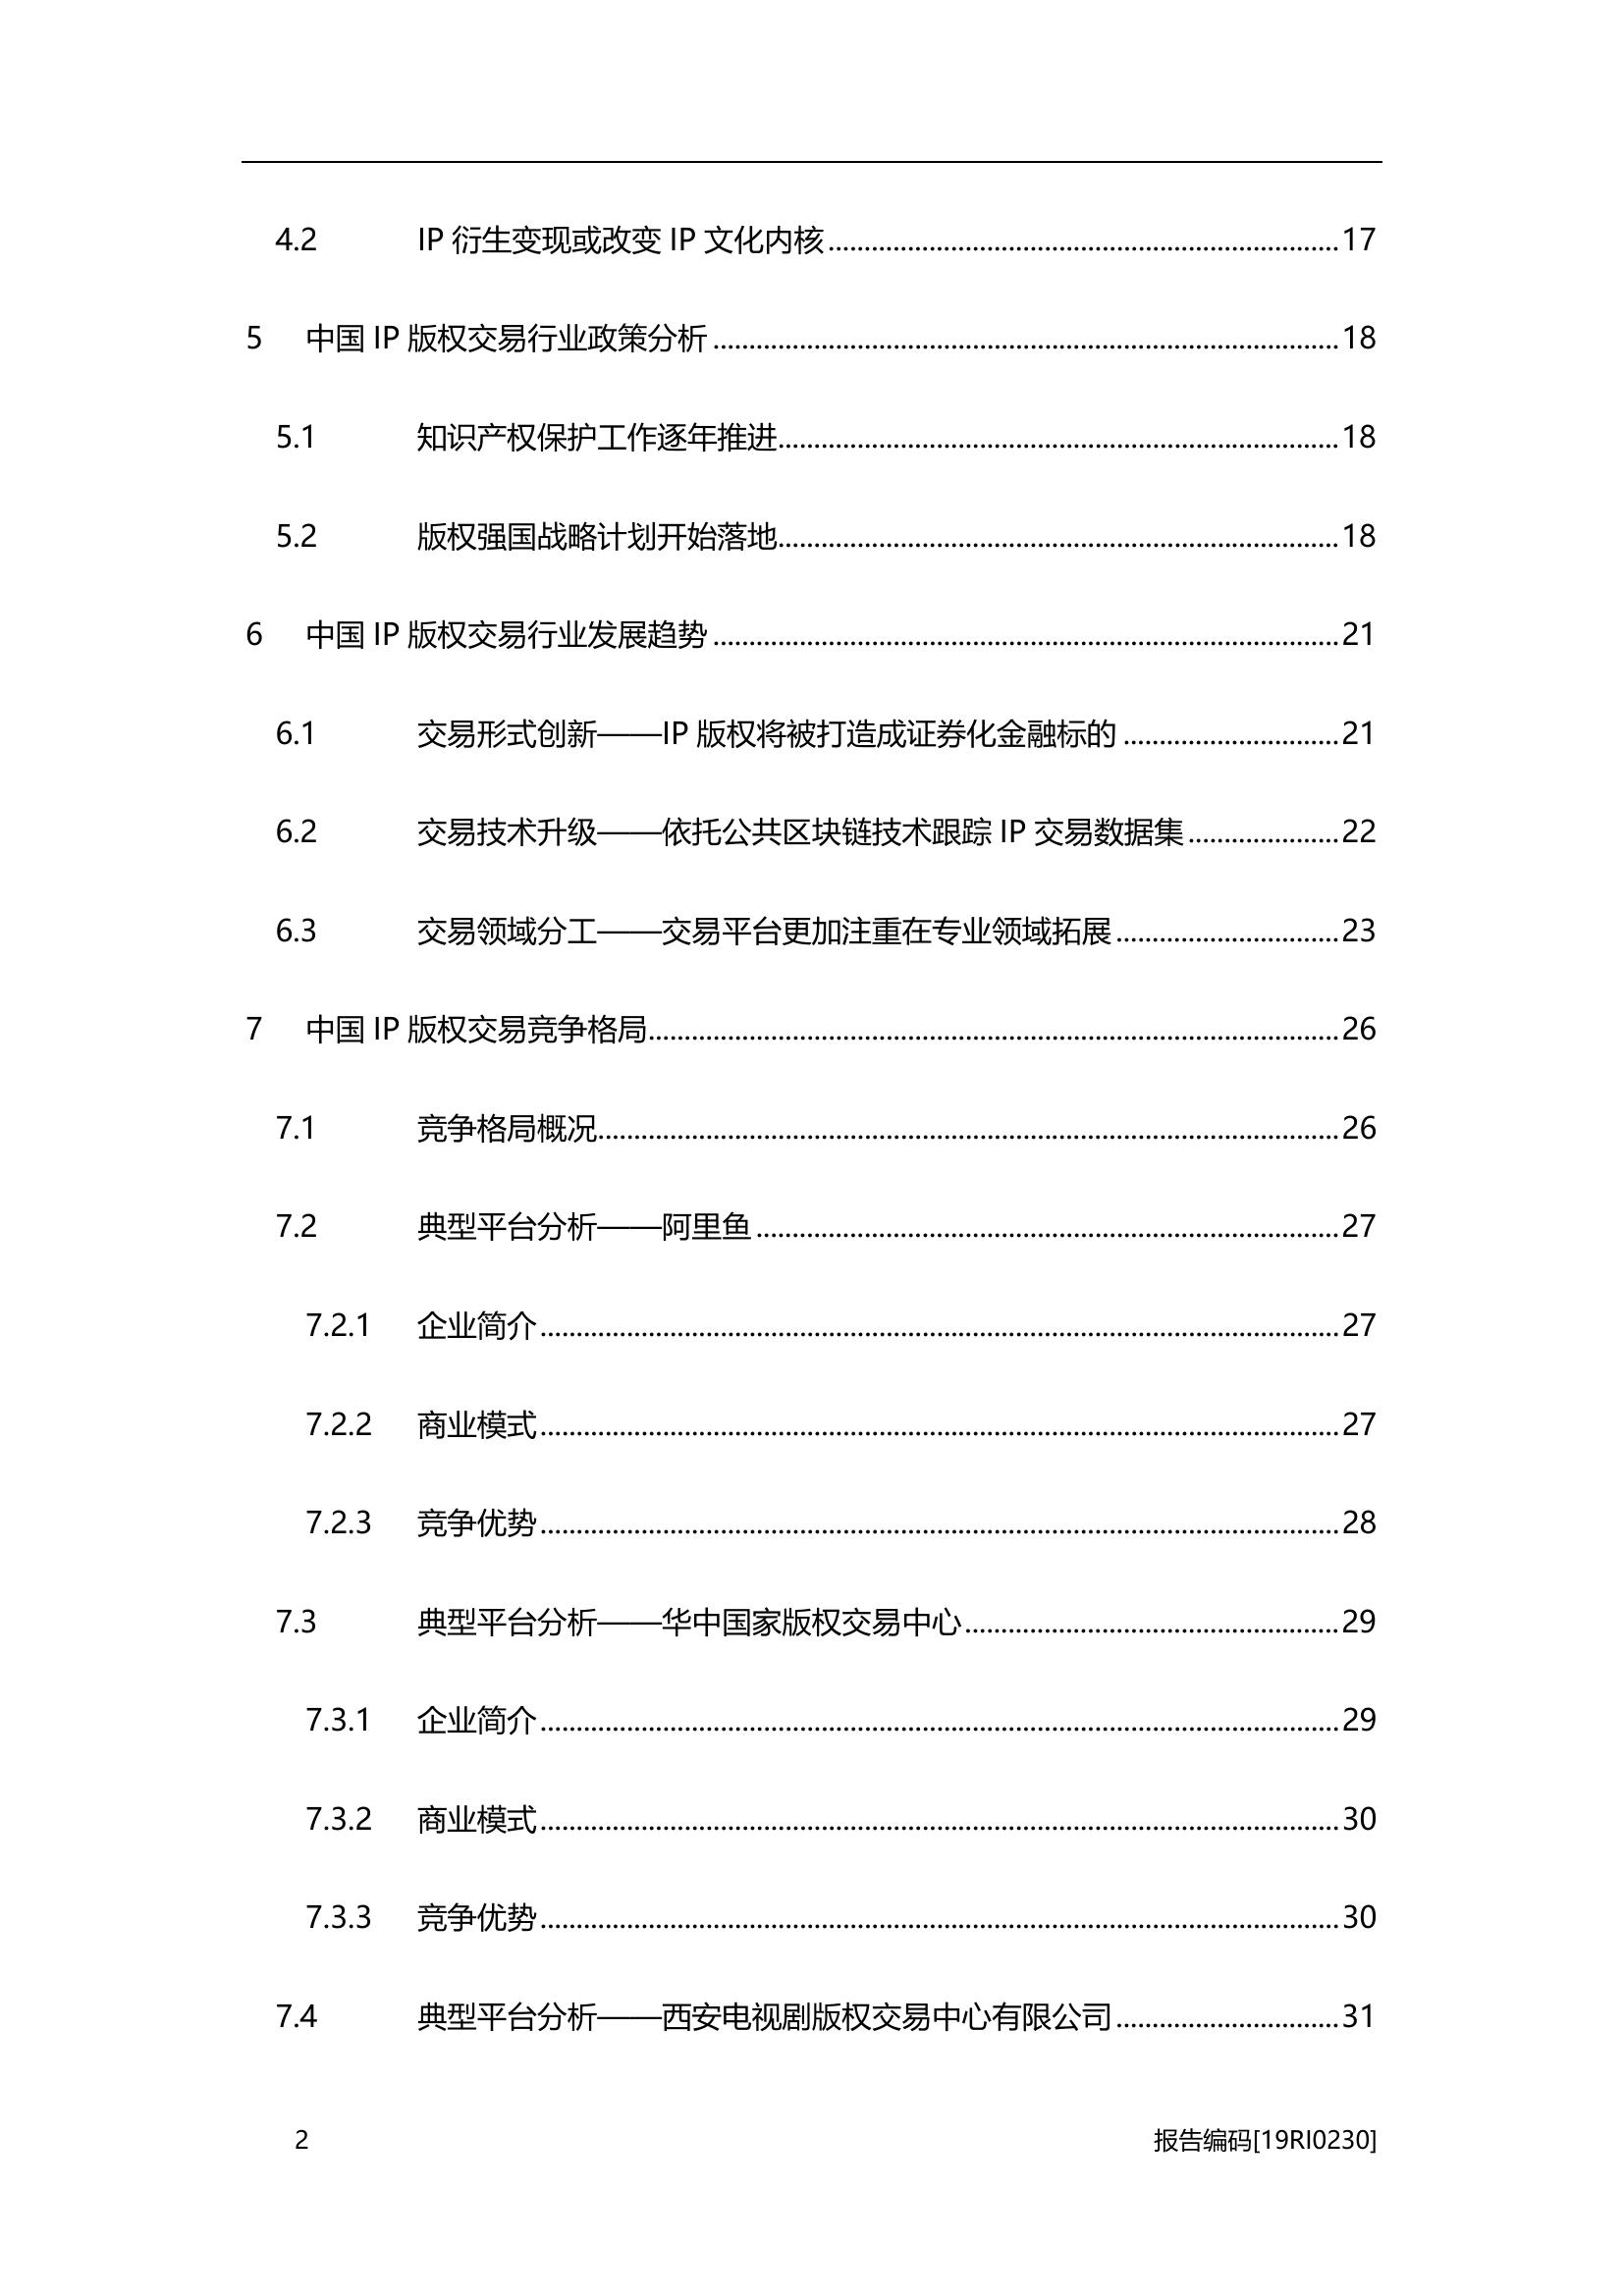 4.2 IP 衍生变现或改变 IP 文化内核 17
5 中国 IP 版权交易行业政策分析 18
5.1 知识产权保护工作逐年推进 18
5.2 版权强国战略计划开始落地 18
6 中国 IP 版权交易行业发展趋势 21
6.1 交易形式创新——IP 版权将被打造成证券化金融标的 21
6.2 交易技术升级——依托公共区块链技术跟踪 IP 交易数据集 22
6.3 交易领域分工——交易平台更加注重在专业领域拓展 23
7 中国 IP 版权交易竞争格局 26
7.1 竞争格局概况 26
7.2 典型平台分析——阿里鱼 27
7.2.1 企业简介 27
7.2.2 商业模式 27
7.2.3 竞争优势 28
7.3 典型平台分析——华中国家版权交易中心 29
7.3.1 企业简介 29
7.3.2 商业模式 30
7.3.3 竞争优势 30
7.4 典型平台分析——西安电视剧版权交易中心有限公司 31
2 报告编码[19RI0230]